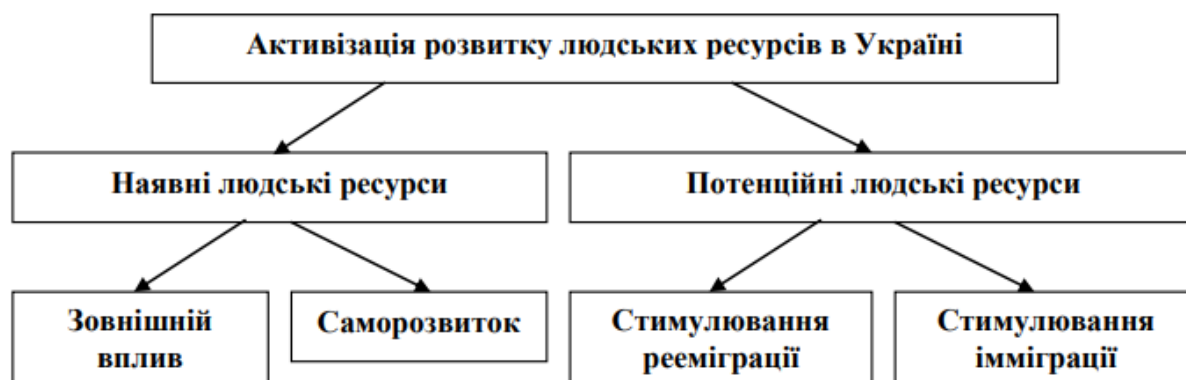 Активізація розвитку людських ресурсів в Україні
Наявні людські ресурси
Потенційні людські ресурси
Зовнішній
вплив
Саморозвиток
Стимулювання
рееміграції
Стимулювання
імміграції